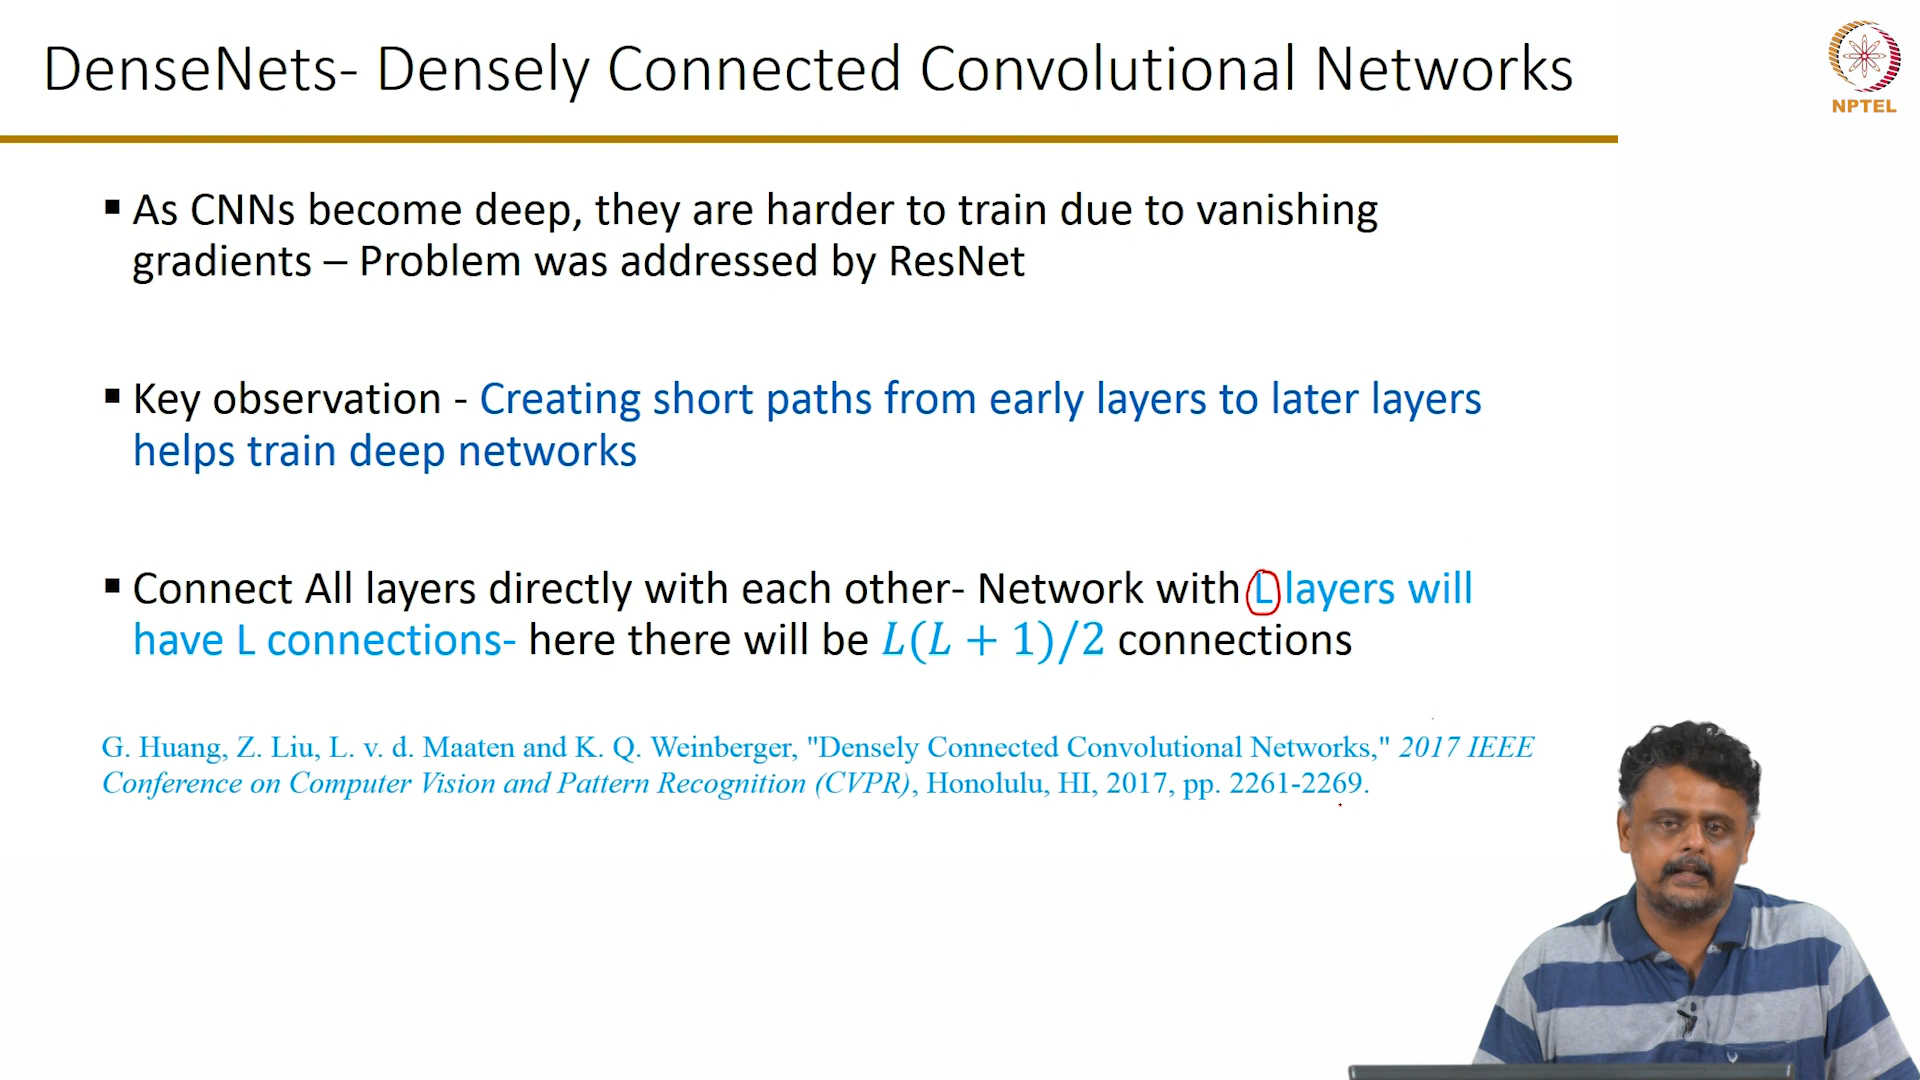 DenseNets- Densely Connected Convolutional Networks
NPTEL
▪ As CNNs become deep, they are harder to train due to vanishing
gradients – Problem was addressed by ResNet
▪ Key observation - Creating short paths from early layers to later layers
helps train deep networks
▪ Connect All layers directly with each other- Network with L layers will
have L connections- here there will be L(L + 1)/2 connections
G. Huang, Z. Liu, L. v. d. Maaten and K. Q. Weinberger, "Densely Connected Convolutional Networks," 2017 IEEE
Conference on Computer Vision and Pattern Recognition (CVPR), Honolulu, HI, 2017, pp. 2261-2269.